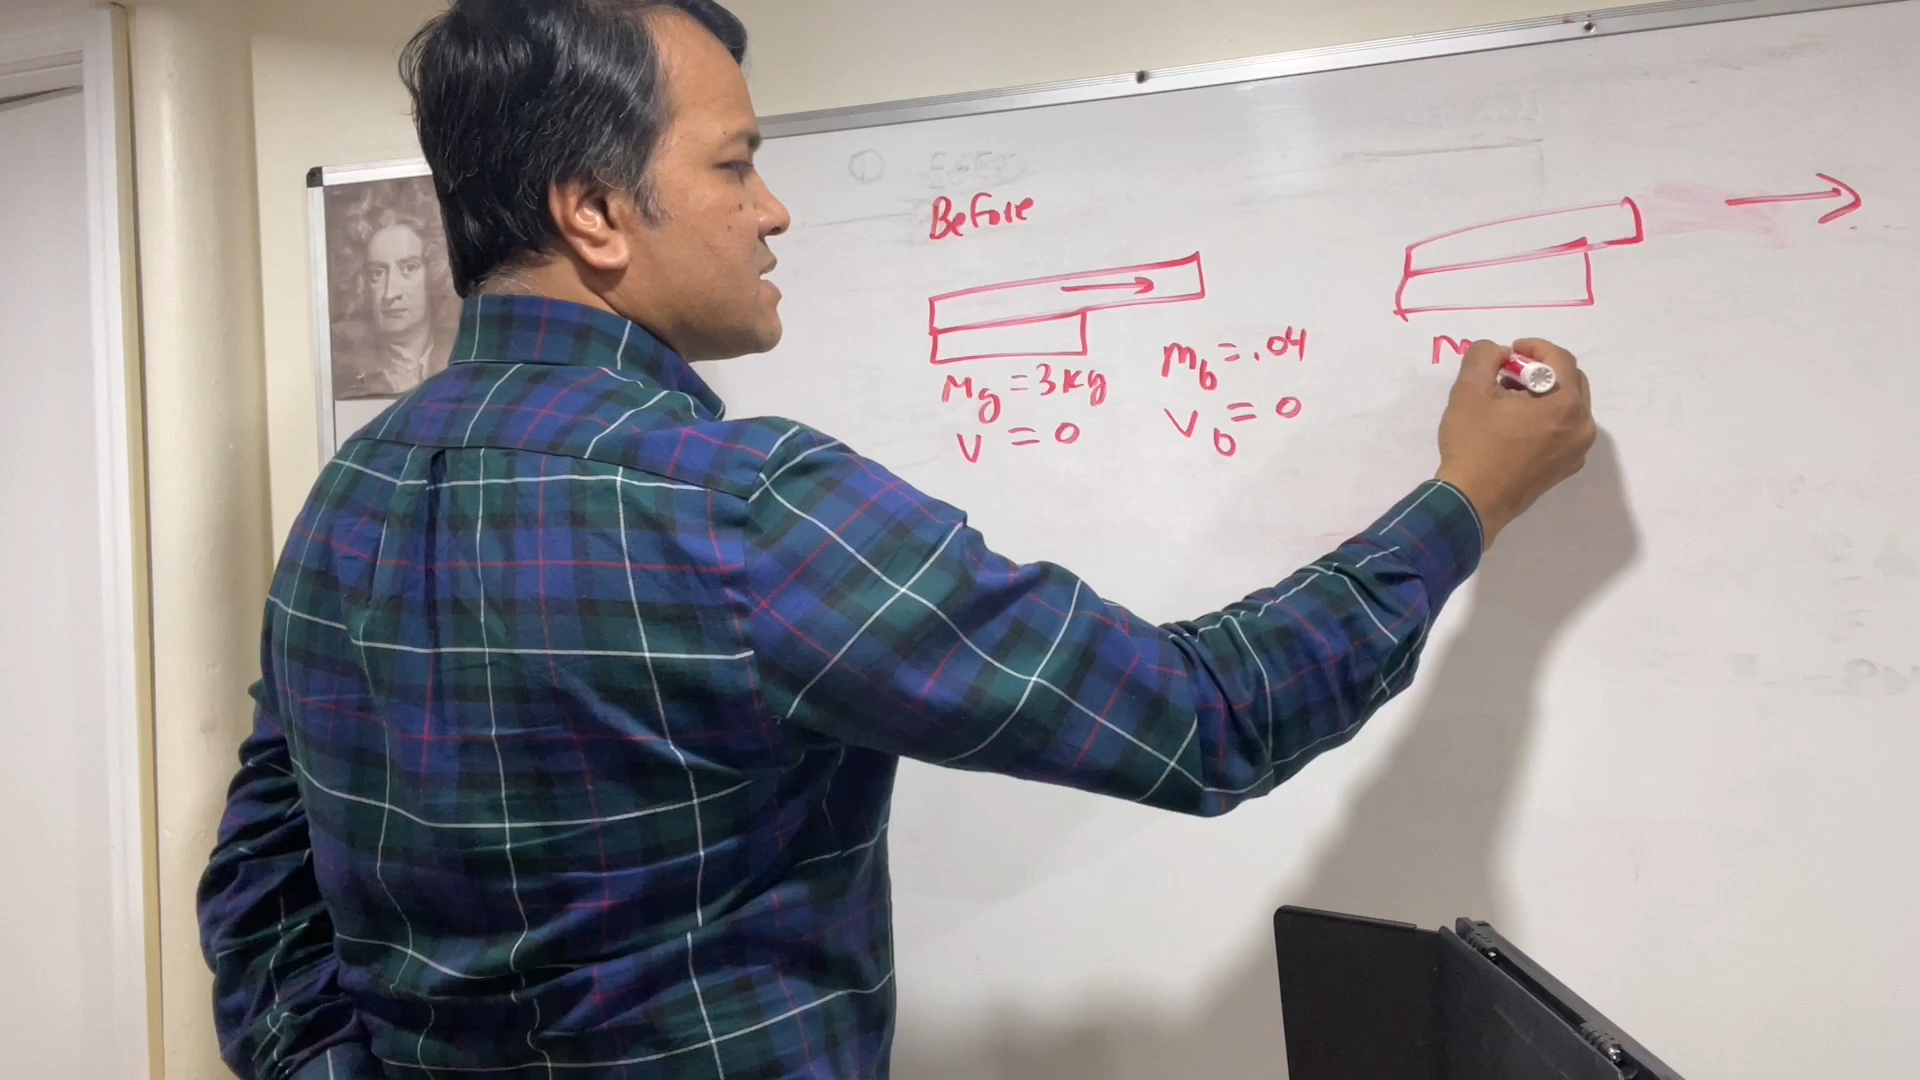 Before
Mg = 3kg
V = 0
mb = .04
Vb = 0
M